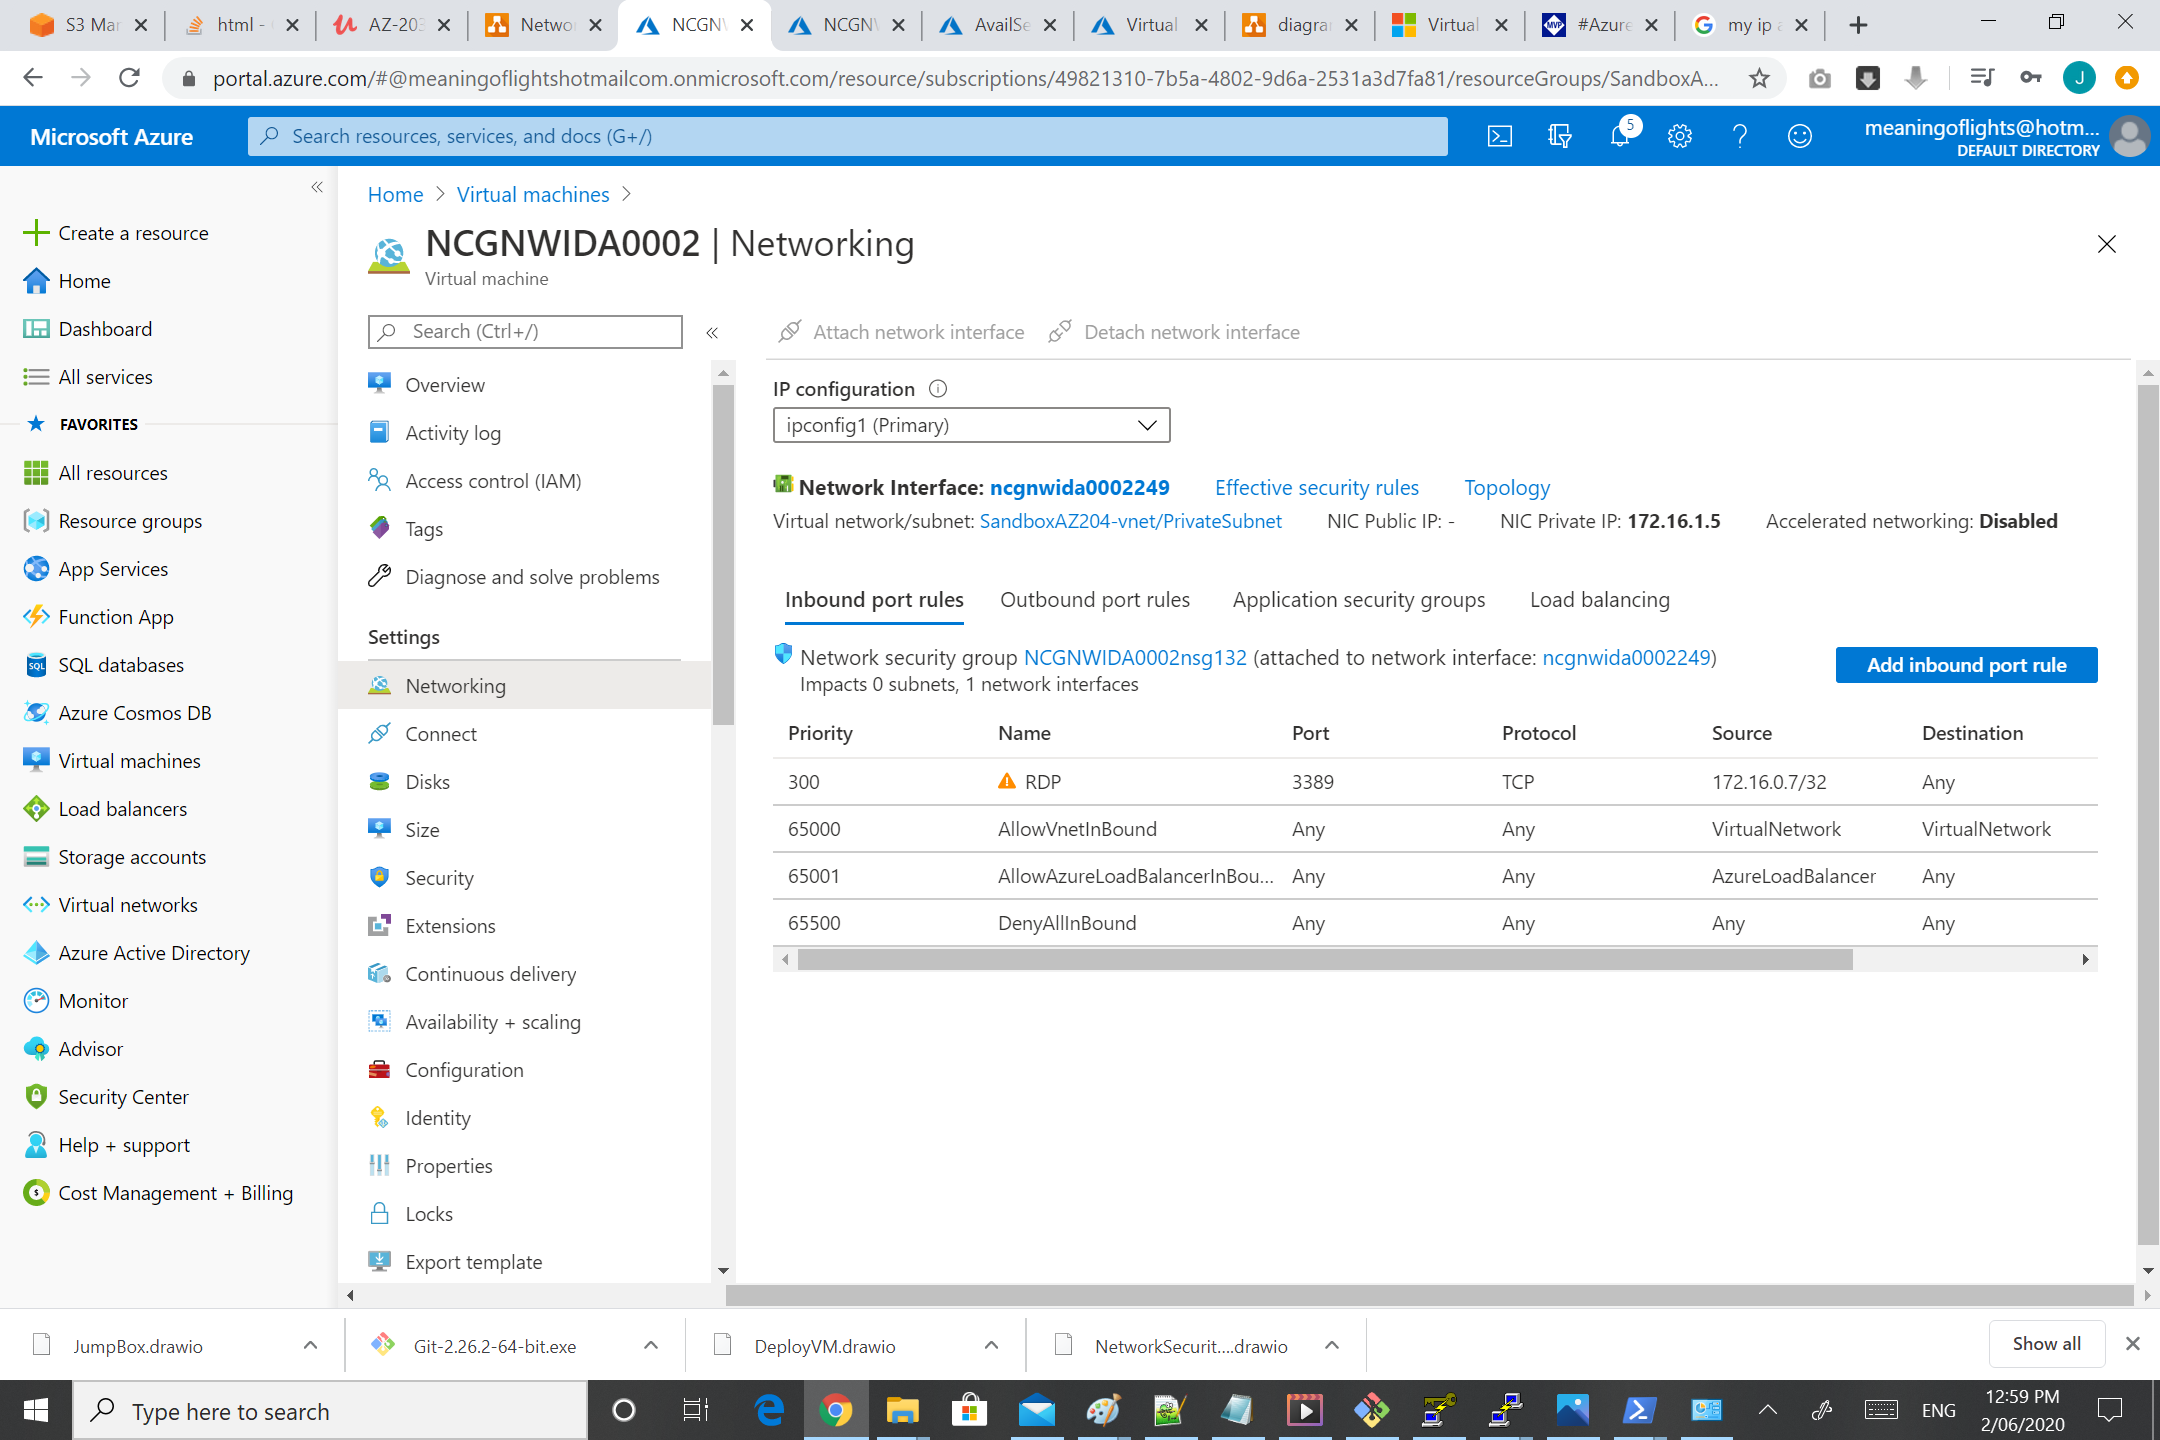 S3 Mar
html -
AZ-203
Networ
NCGNW
NCGNW
AvailSe
Virtual
diagra
Virtual
#Azure
my ip a
portal.azure.com/#@meaningoflightshotmailcom.onmicrosoft.com/resource/subscriptions/49821310-7b5a-4802-9d6a-2531a3d7fa81/resourceGroups/SandboxA...
J
Microsoft Azure
Search resources, services, and docs (G+/)
5
meaningoflights@hotm...
DEFAULT DIRECTORY
Create a resource
Home
Dashboard
All services
FAVORITES
All resources
Resource groups
App Services
Function App
SQL databases
Azure Cosmos DB
Virtual machines
Load balancers
Storage accounts
Virtual networks
Azure Active Directory
Monitor
Advisor
Security Center
Help + support
Cost Management + Billing
Home > Virtual machines >
NCGNWIDA0002 | Networking
Virtual machine
Search (Ctrl+/)
Overview
Activity log
Access control (IAM)
Tags
Diagnose and solve problems
Settings
Networking
Connect
Disks
Size
Security
Extensions
Continuous delivery
Availability + scaling
Configuration
Identity
Properties
Locks
Export template
Attach network interface Detach network interface
IP configuration
ipconfig1 (Primary)
Network Interface: ncgnwida0002249 Effective security rules Topology
Virtual network/subnet: SandboxAZ204-vnet/PrivateSubnet NIC Public IP: - NIC Private IP: 172.16.1.5 Accelerated networking: Disabled
Inbound port rules Outbound port rules Application security groups Load balancing
Network security group NCGNWIDA0002nsg132 (attached to network interface: ncgnwida0002249)
Impacts 0 subnets, 1 network interfaces
Add inbound port rule
Priority Name Port Protocol Source Destination
300 RDP 3389 TCP 172.16.0.7/32 Any
65000 AllowVnetInBound Any Any VirtualNetwork VirtualNetwork
65001 AllowAzureLoadBalancerInBou... Any Any AzureLoadBalancer Any
65500 DenyAllInBound Any Any Any Any
JumpBox.drawio
Git-2.26.2-64-bit.exe
DeployVM.drawio
NetworkSecurit....drawio
Show all
Type here to search
ENG
12:59 PM
2/06/2020